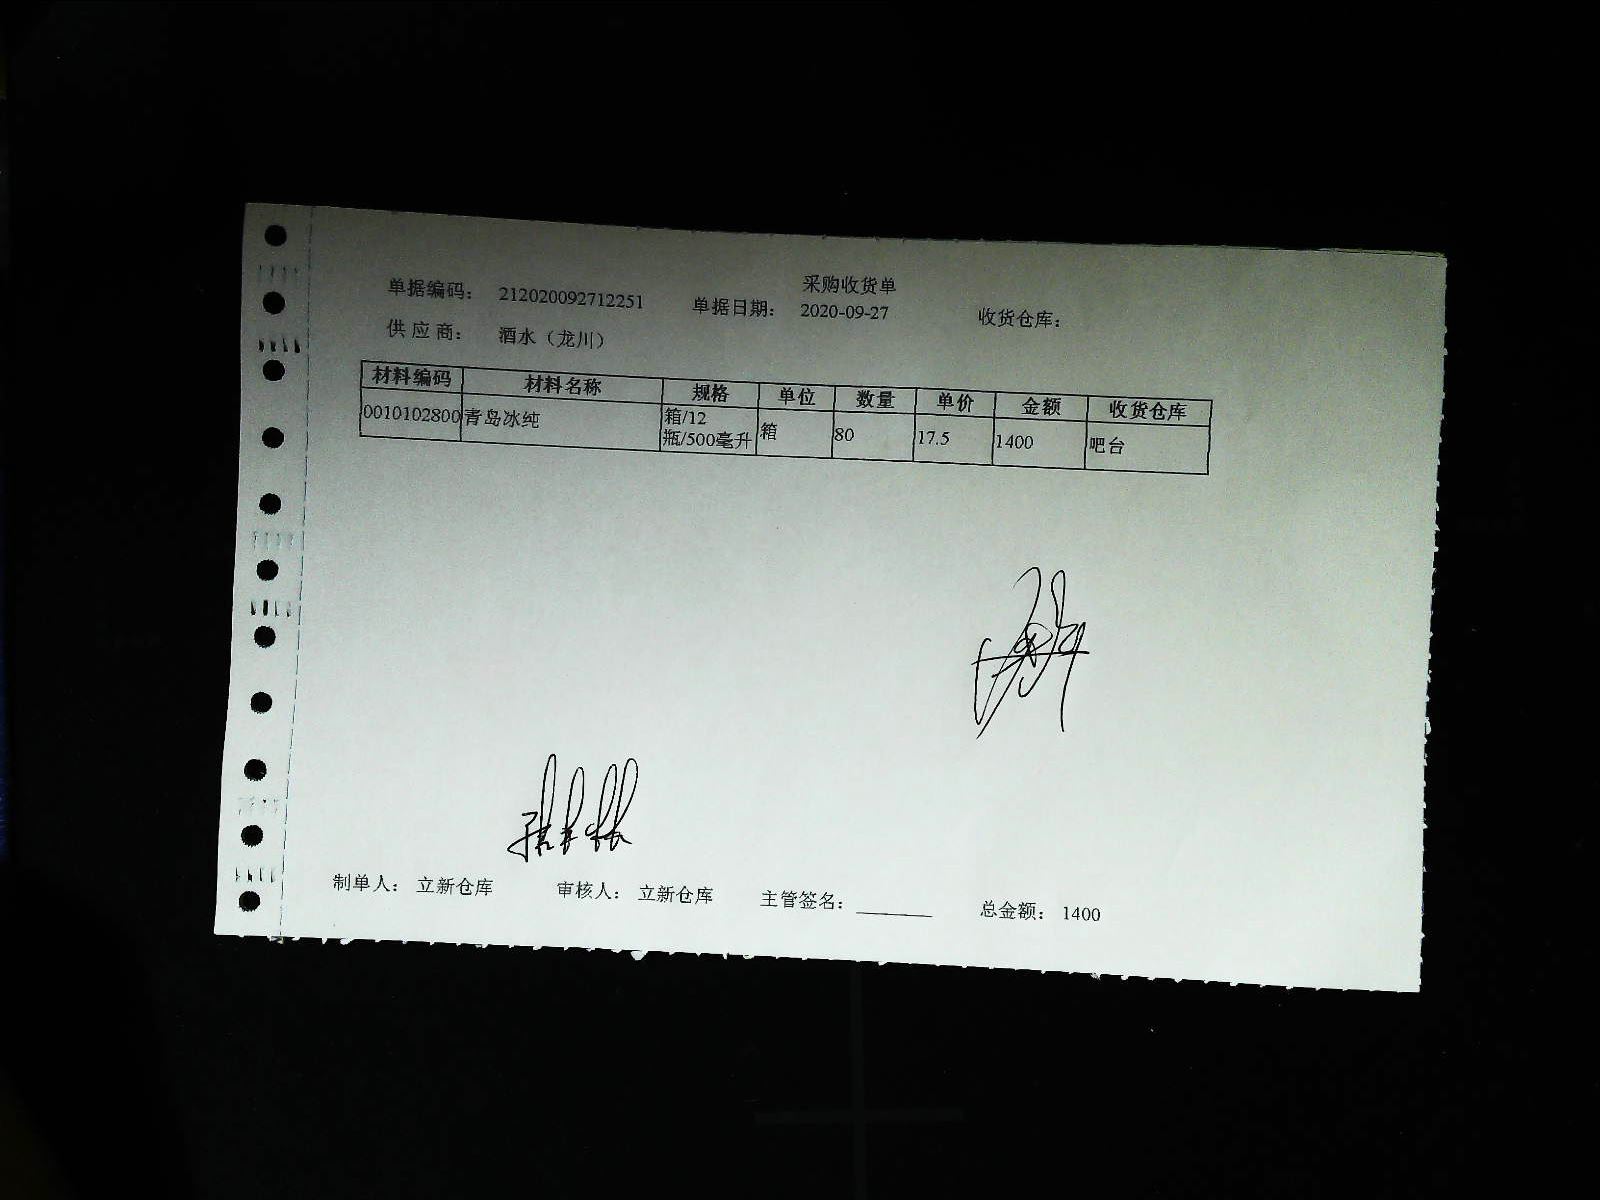 采购收货单
单据编码： 212020092712251 单据日期： 2020-09-27 收货仓库：
供 应 商： 酒水（龙川）
材料编码 材料名称 规格 单位 数量 单价 金额 收货仓库
0010102800 青岛冰纯 箱/12 箱 80 17.5 1400 吧台
瓶/500毫升
制单人： 立新仓库 审核人： 立新仓库 主管签名： 总金额： 1400